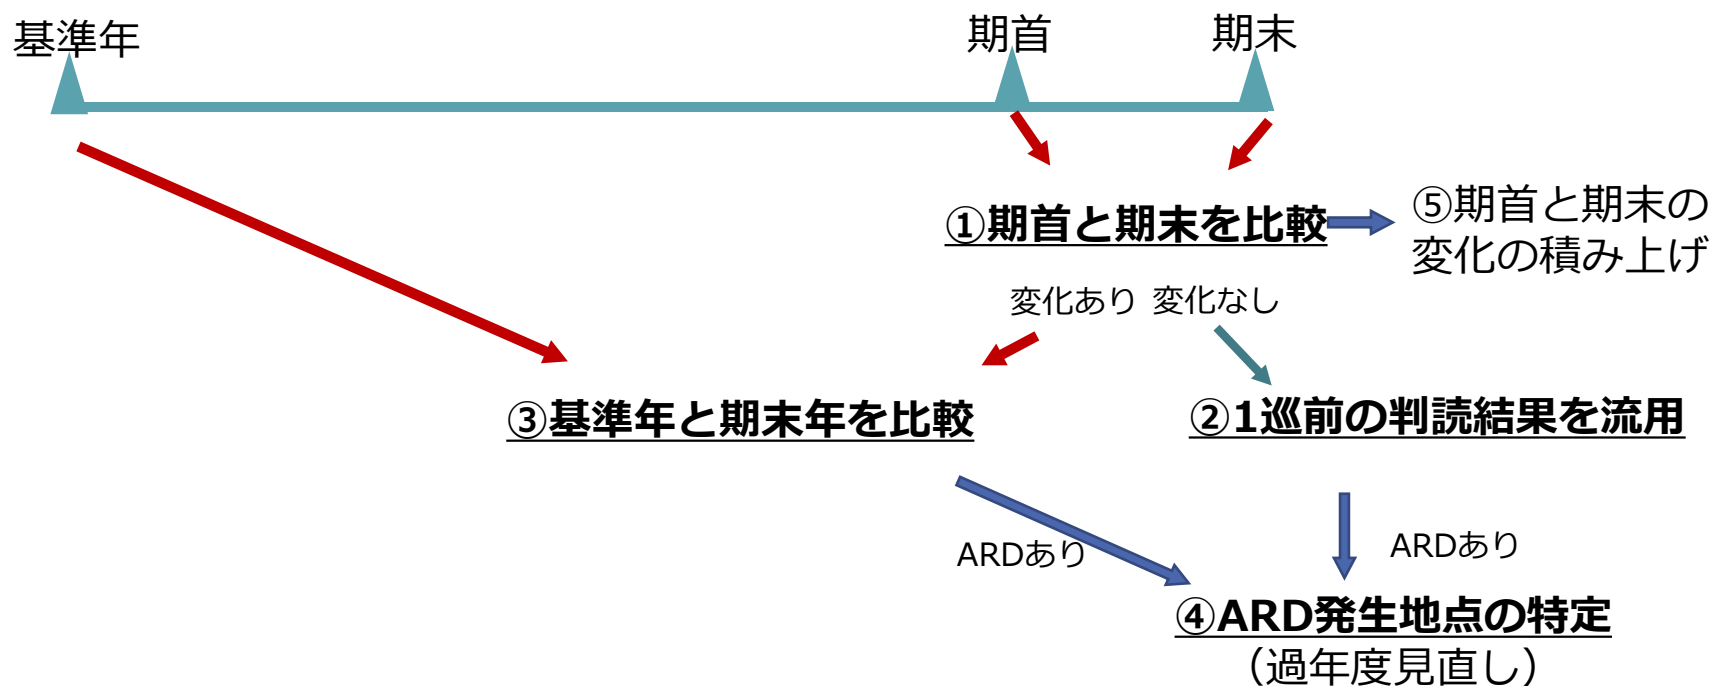 基準年
期首
期末
①期首と期末を比較
⑤期首と期末の
変化の積み上げ
変化あり
変化なし
③基準年と期末年を比較
②1巡前の判読結果を流用
ARDあり
ARDあり
④ARD発生地点の特定
（過年度見直し）